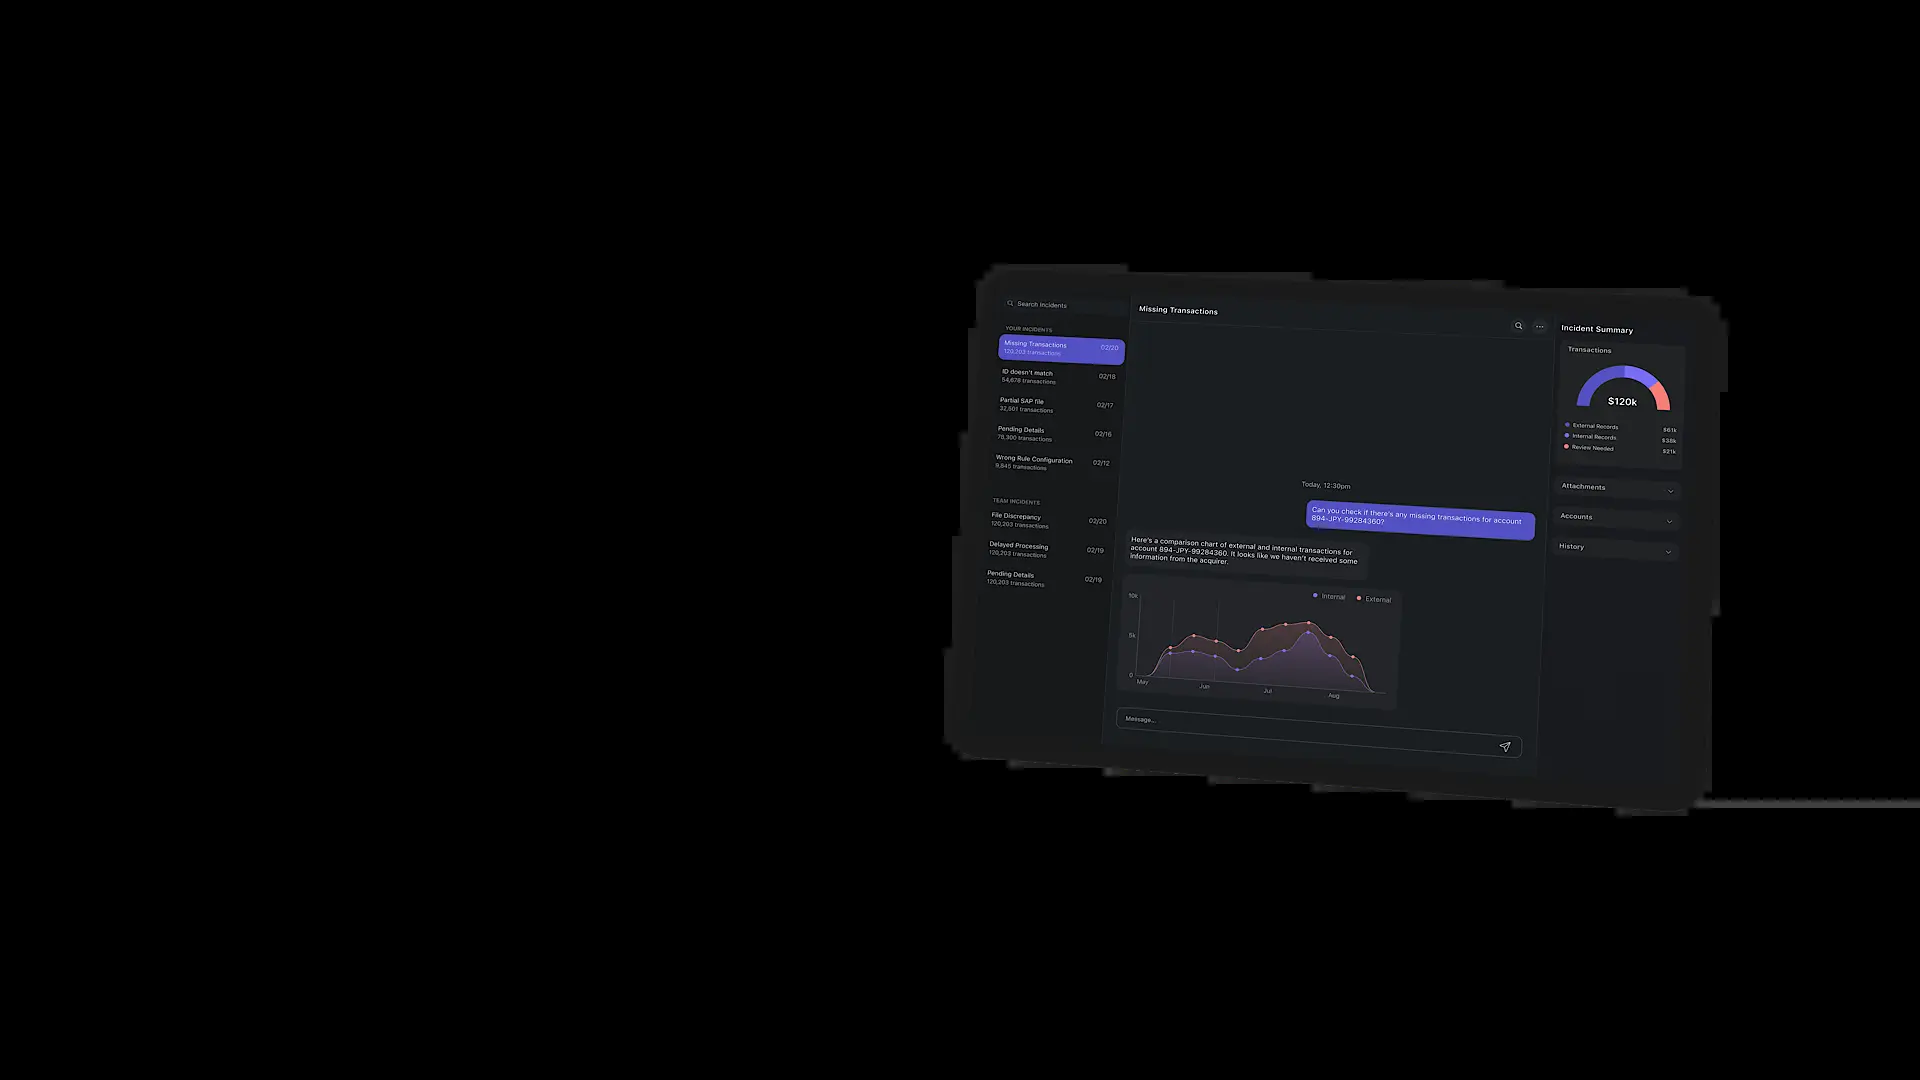 Search Incidents
YOUR INCIDENTS
Missing Transactions 02/20
120,203 transactions
ID doesn't match 02/18
54,678 transactions
Partial SAP file 02/17
32,501 transactions
Pending Details 02/16
78,300 transactions
Wrong Rule Configuration 02/12
9,845 transactions
TEAM INCIDENTS
File Discrepancy 02/20
120,203 transactions
Delayed Processing 02/19
120,203 transactions
Pending Details 02/19
120,203 transactions
Missing Transactions
Today, 12:30pm
Can you check if there's any missing transactions for account
894-JPY-99284360?
Here's a comparison chart of external and internal transactions for
account 894-JPY-99284360. It looks like we haven't received some
information from the acquirer.
Internal External
10k
5k
0
May Jun Jul Aug
Message...
Incident Summary
Transactions
$120k
External Records $61k
Internal Records $38k
Review Needed $21k
Attachments
Accounts
History